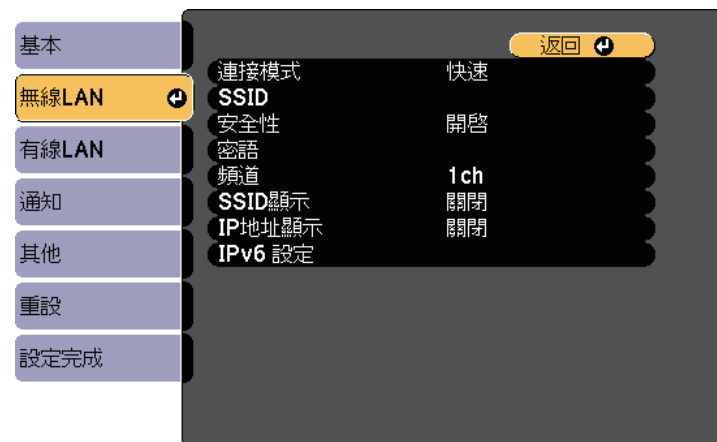 基本
無線LAN
有線LAN
通知
其他
重設
設定完成
返回
連接模式 快速
SSID
安全性 開啓
密語
頻道 1ch
SSID顯示 關閉
IP地址顯示 關閉
IPv6 設定